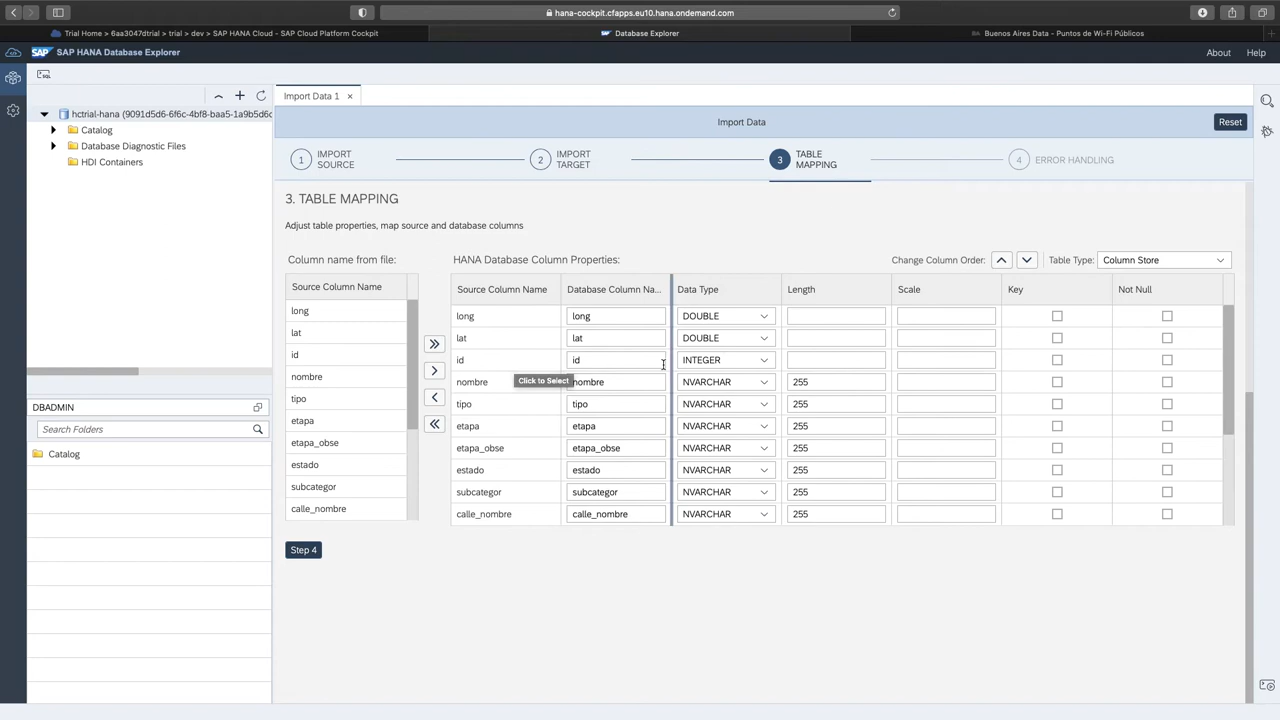 hana-cockpit.cfapps.eu10.hana.ondemand.com
Trial Home > 6aa3047dtrial > trial > dev > SAP HANA Cloud - SAP Cloud Platform Cockpit
Database Explorer
Buenos Aires Data - Puntos de Wi-Fi Públicos
SAP SAP HANA Database Explorer
About Help
SQL
Import Data 1
hctrial-hana (9091d5d6-6f6c-4bf8-baa5-1a9b5d6c
Catalog
Database Diagnostic Files
HDI Containers
Import Data
Reset
1 IMPORT SOURCE
2 IMPORT TARGET
3 TABLE MAPPING
4 ERROR HANDLING
3. TABLE MAPPING
Adjust table properties, map source and database columns
Column name from file:
Source Column Name
long
lat
id
nombre
tipo
etapa
etapa_obse
estado
subcategor
calle_nombre
HANA Database Column Properties:
Change Column Order:
Table Type: Column Store
Source Column Name Database Column Na... Data Type Length Scale Key Not Null
long long DOUBLE
lat lat DOUBLE
id id INTEGER
nombre nombre NVARCHAR 255
Click to Select
tipo tipo NVARCHAR 255
etapa etapa NVARCHAR 255
etapa_obse etapa_obse NVARCHAR 255
estado estado NVARCHAR 255
subcategor subcategor NVARCHAR 255
calle_nombre calle_nombre NVARCHAR 255
Step 4
DBADMIN
Search Folders
Catalog